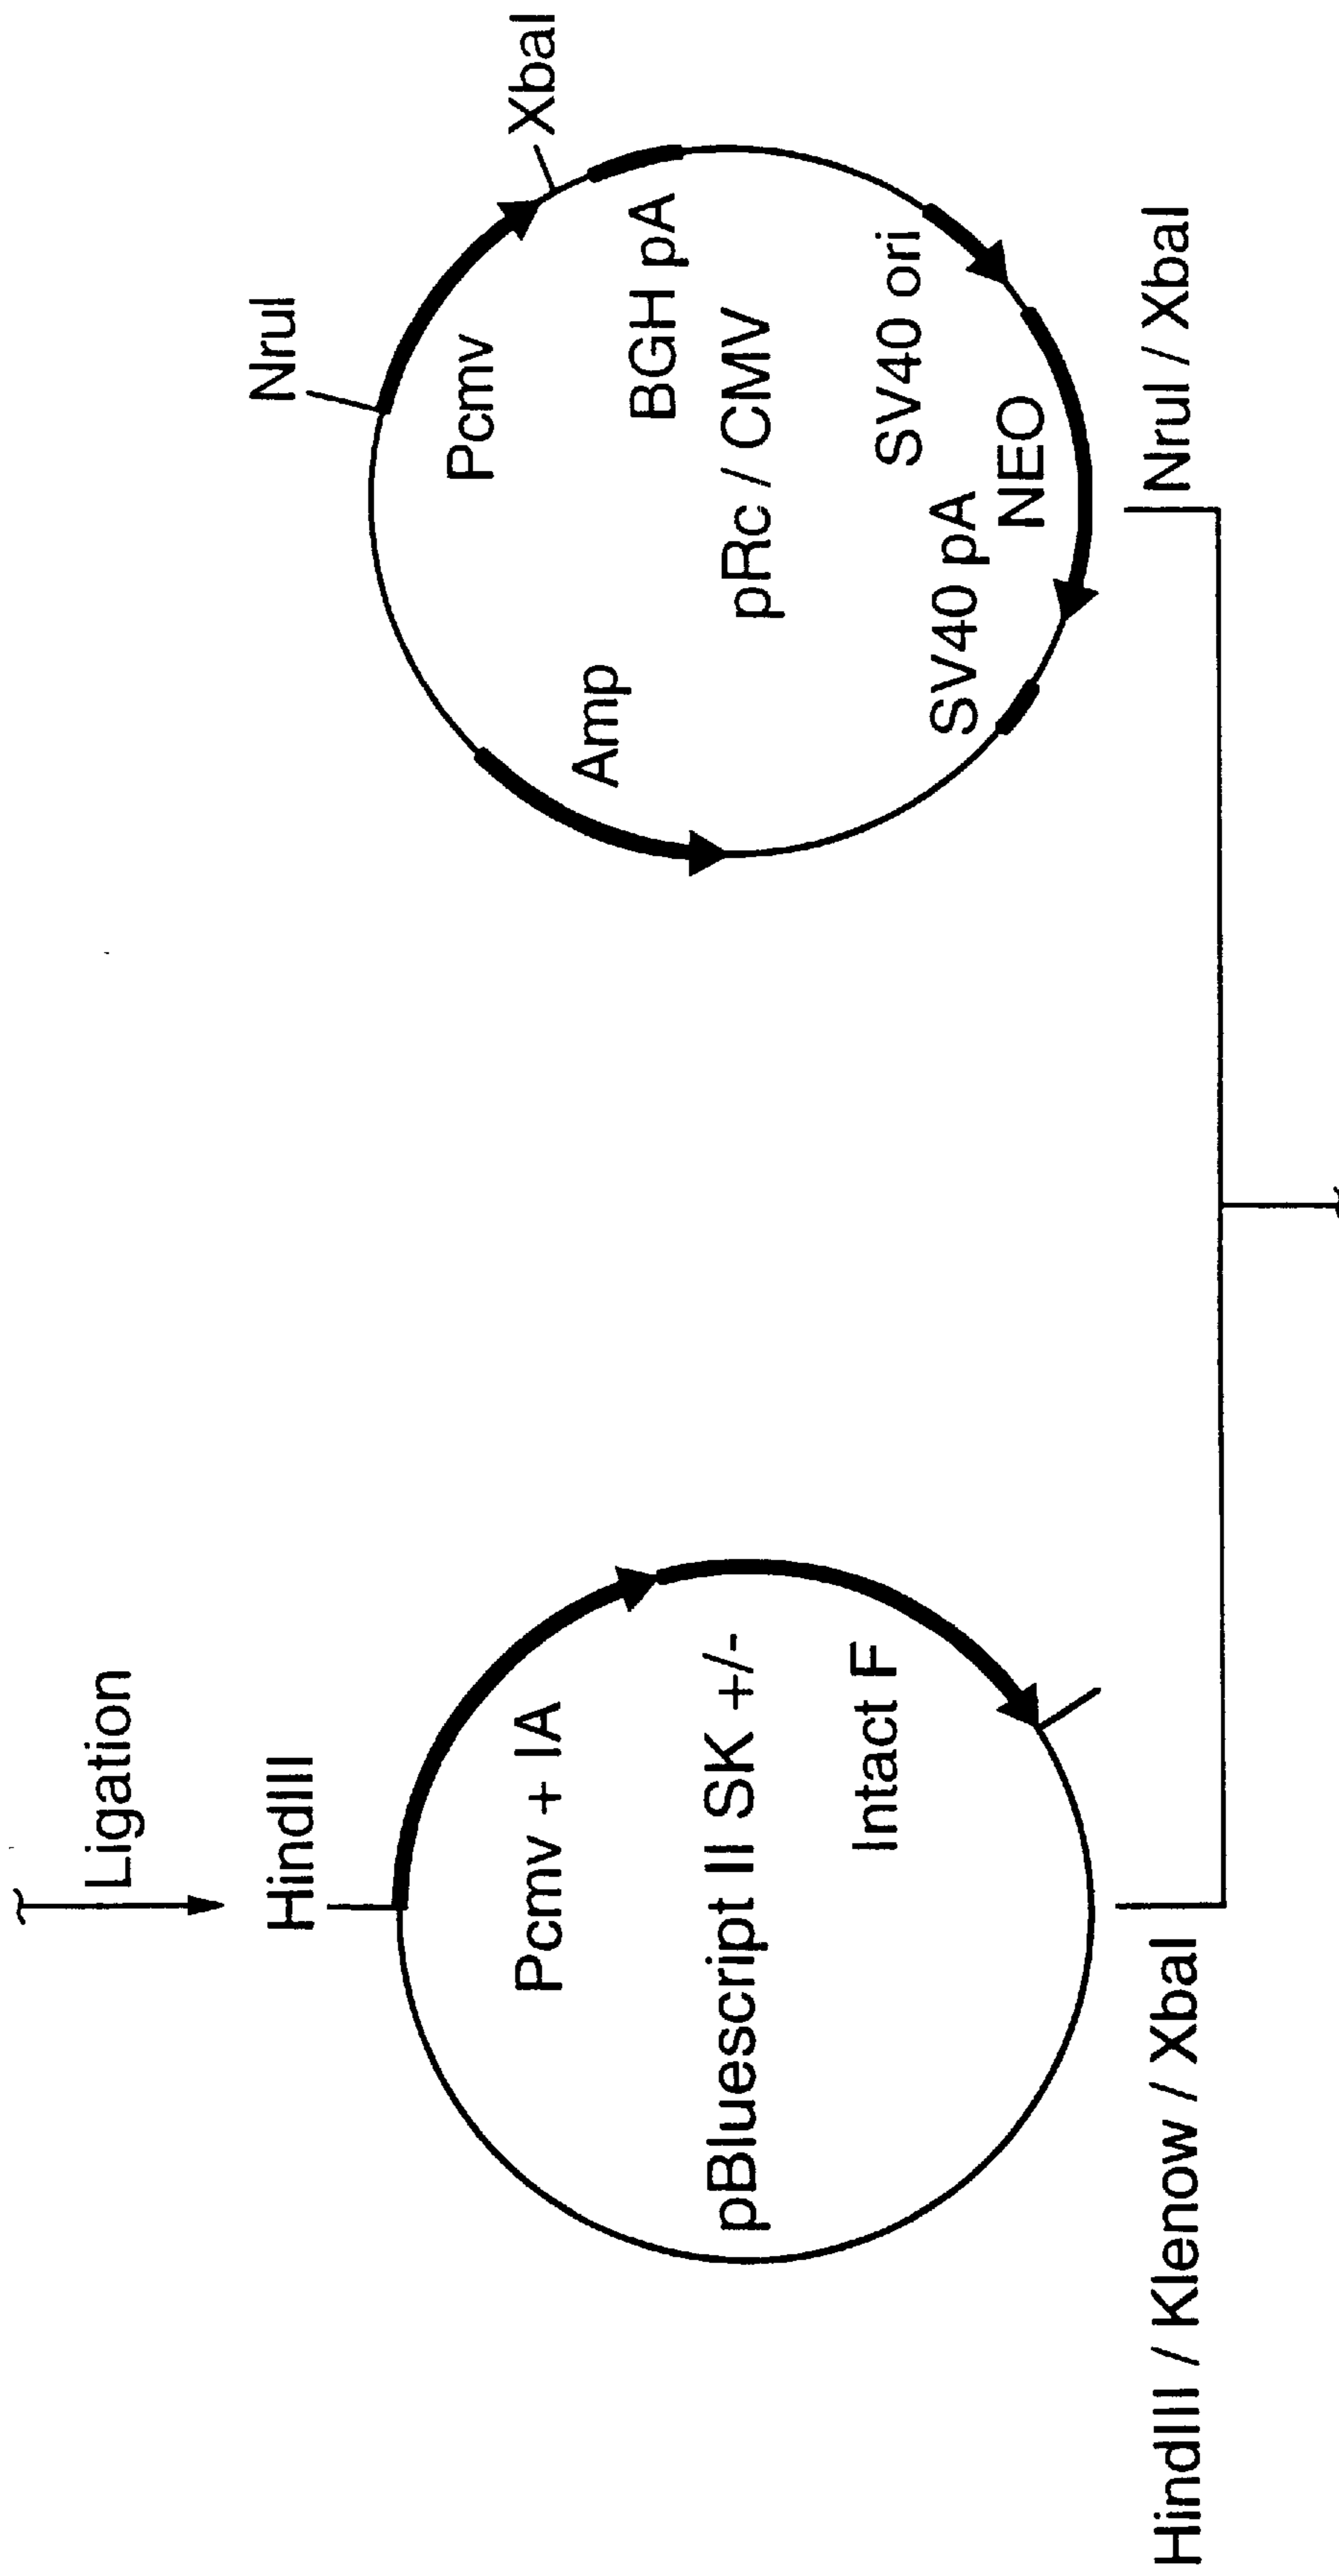 Ligation
HindIII
Pcmv + IA
pBluescript II SK +/-
Intact F
HindIII / Klenow / XbaI
NruI
XbaI
Pcmv
Amp
BGH pA
pRc / CMV
SV40 ori
SV40 pA
NEO
NruI / XbaI